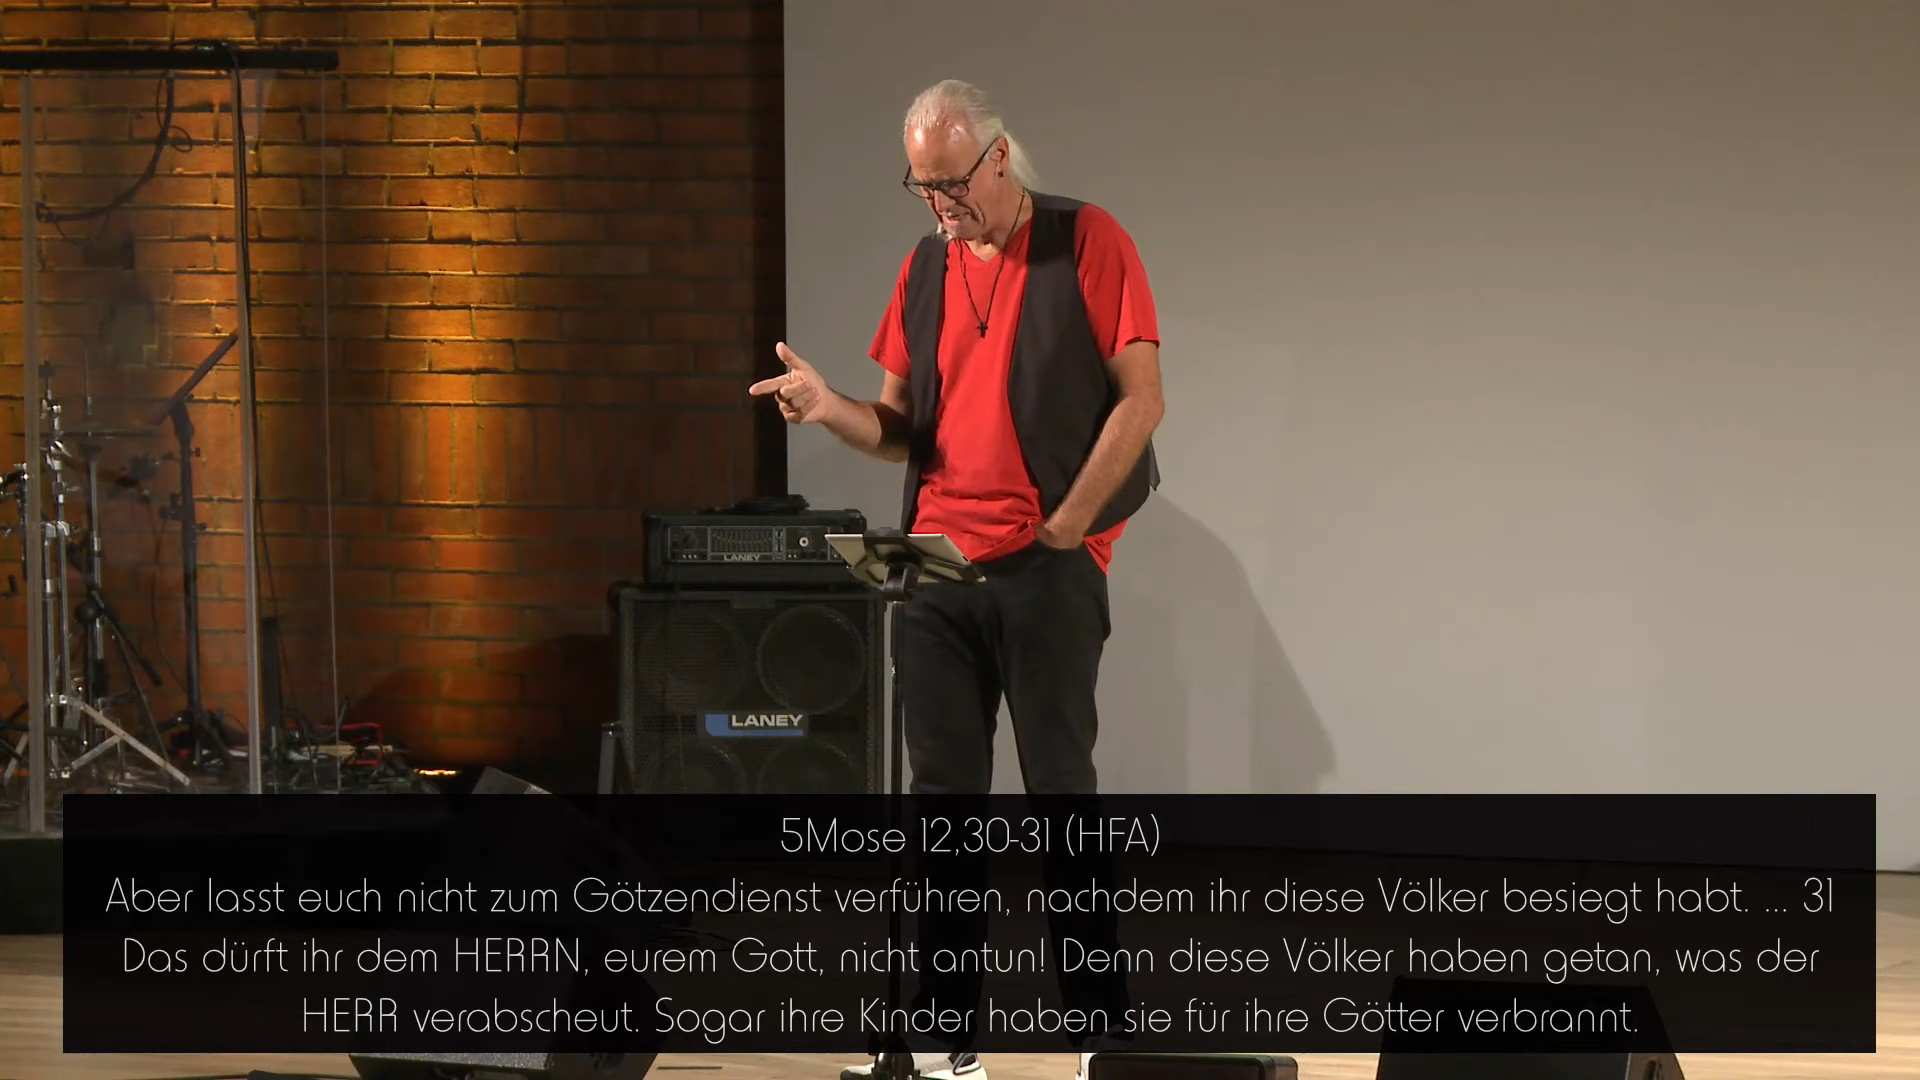 LANEY
LANEY
5Mose 12,30-31 (HFA)
Aber lasst euch nicht zum Götzendienst verführen, nachdem ihr diese Völker besiegt habt. ... 31
Das dürft ihr dem HERRN, eurem Gott, nicht antun! Denn diese Völker haben getan, was der
HERR verabscheut. Sogar ihre Kinder haben sie für ihre Götter verbrannt.